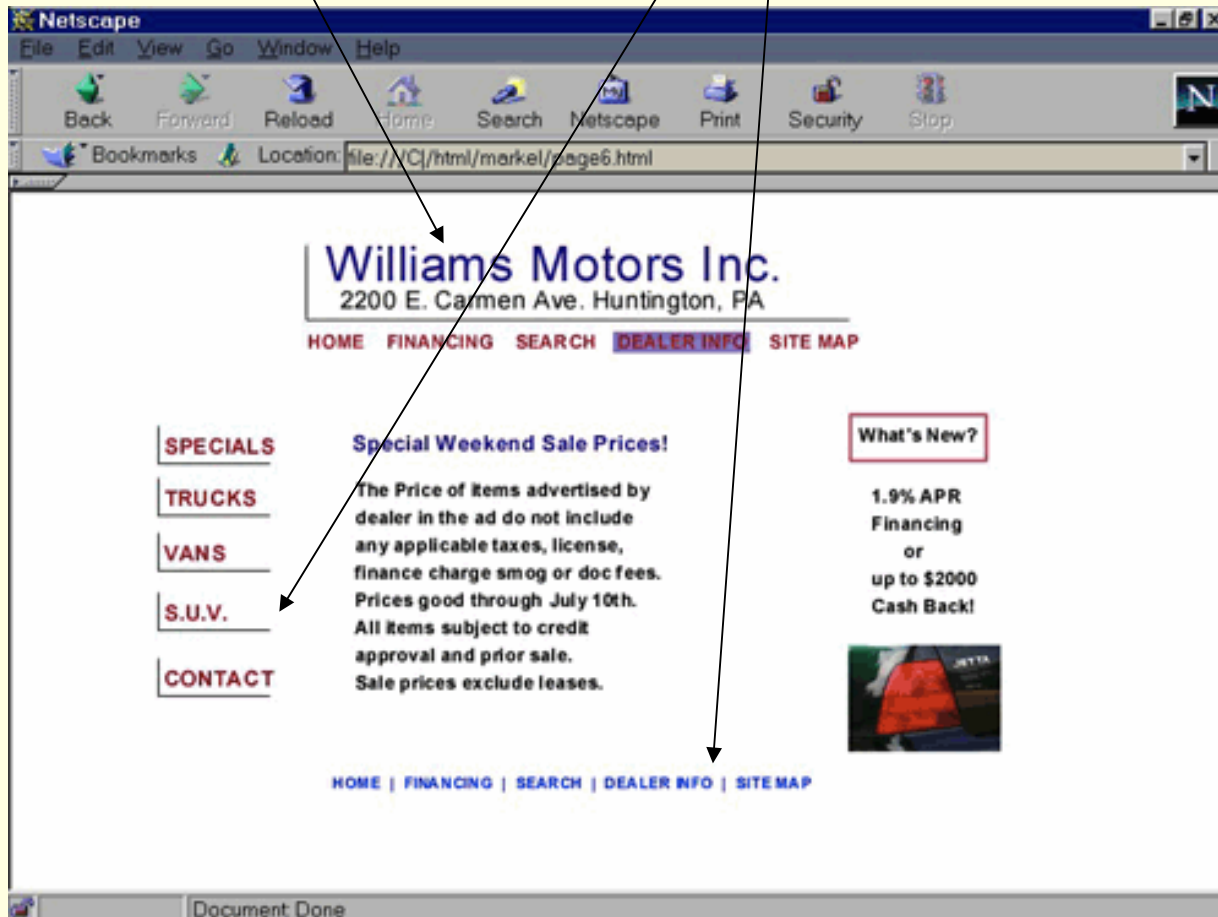 Netscape
File Edit View Go Window Help
Back Forward Reload Home Search Netscape Print Security Stop
N
Bookmarks Location: file:///C|/html/markel/page6.html
Williams Motors Inc.
2200 E. Carmen Ave. Huntington, PA
HOME FINANCING SEARCH DEALER INFO SITE MAP
SPECIALS
TRUCKS
VANS
S.U.V.
CONTACT
Special Weekend Sale Prices!
The Price of items advertised by
dealer in the ad do not include
any applicable taxes, license,
finance charge smog or doc fees.
Prices good through July 10th.
All items subject to credit
approval and prior sale.
Sale prices exclude leases.
What's New?
1.9% APR
Financing
or
up to $2000
Cash Back!
JETTA
HOME | FINANCING | SEARCH | DEALER INFO | SITE MAP
Document: Done